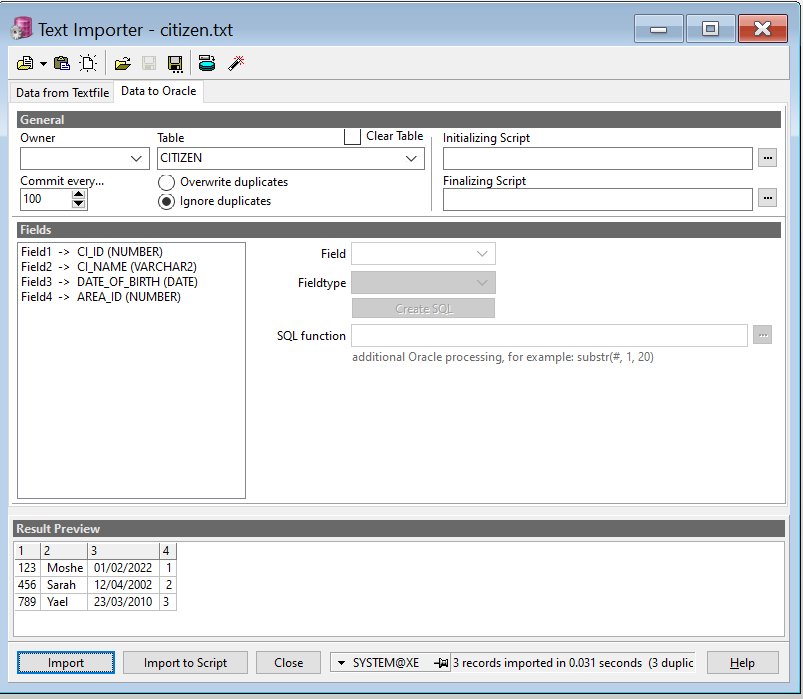 Text Importer - citizen.txt
Data from Textfile
Data to Oracle
General
Owner
Table
Clear Table
Initializing Script
CITIZEN
...
Commit every...
Overwrite duplicates
Finalizing Script
100
Ignore duplicates
...
Fields
Field1 -> CI_ID (NUMBER)
Field2 -> CI_NAME (VARCHAR2)
Field3 -> DATE_OF_BIRTH (DATE)
Field4 -> AREA_ID (NUMBER)
Field
Fieldtype
Create SQL
SQL function
...
additional Oracle processing, for example: substr(#, 1, 20)
Result Preview
1 2 3 4
123 Moshe 01/02/2022 1
456 Sarah 12/04/2002 2
789 Yael 23/03/2010 3
Import
Import to Script
Close
SYSTEM@XE
3 records imported in 0.031 seconds (3 duplic
Help